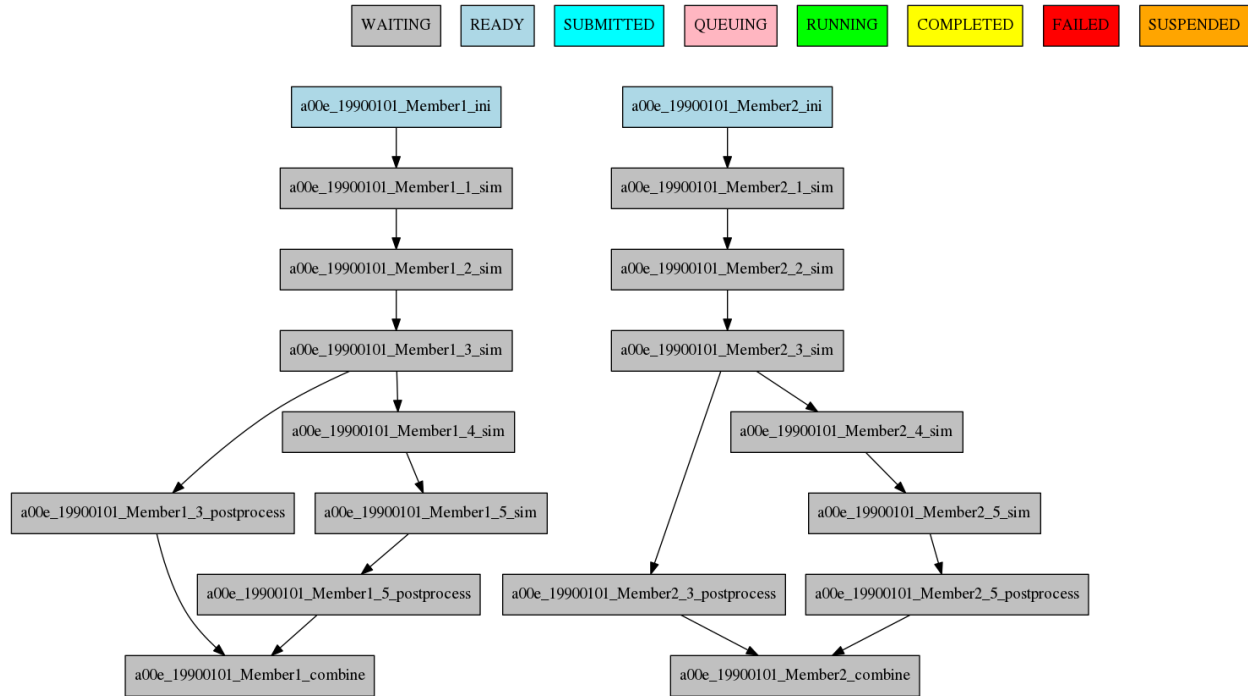 WAITING
READY
SUBMITTED
QUEUING
RUNNING
COMPLETED
FAILED
SUSPENDED
a00e_19900101_Member1_ini
a00e_19900101_Member2_ini
a00e_19900101_Member1_1_sim
a00e_19900101_Member2_1_sim
a00e_19900101_Member1_2_sim
a00e_19900101_Member2_2_sim
a00e_19900101_Member1_3_sim
a00e_19900101_Member2_3_sim
a00e_19900101_Member1_4_sim
a00e_19900101_Member2_4_sim
a00e_19900101_Member1_3_postprocess
a00e_19900101_Member1_5_sim
a00e_19900101_Member2_5_sim
a00e_19900101_Member1_5_postprocess
a00e_19900101_Member2_3_postprocess
a00e_19900101_Member2_5_postprocess
a00e_19900101_Member1_combine
a00e_19900101_Member2_combine